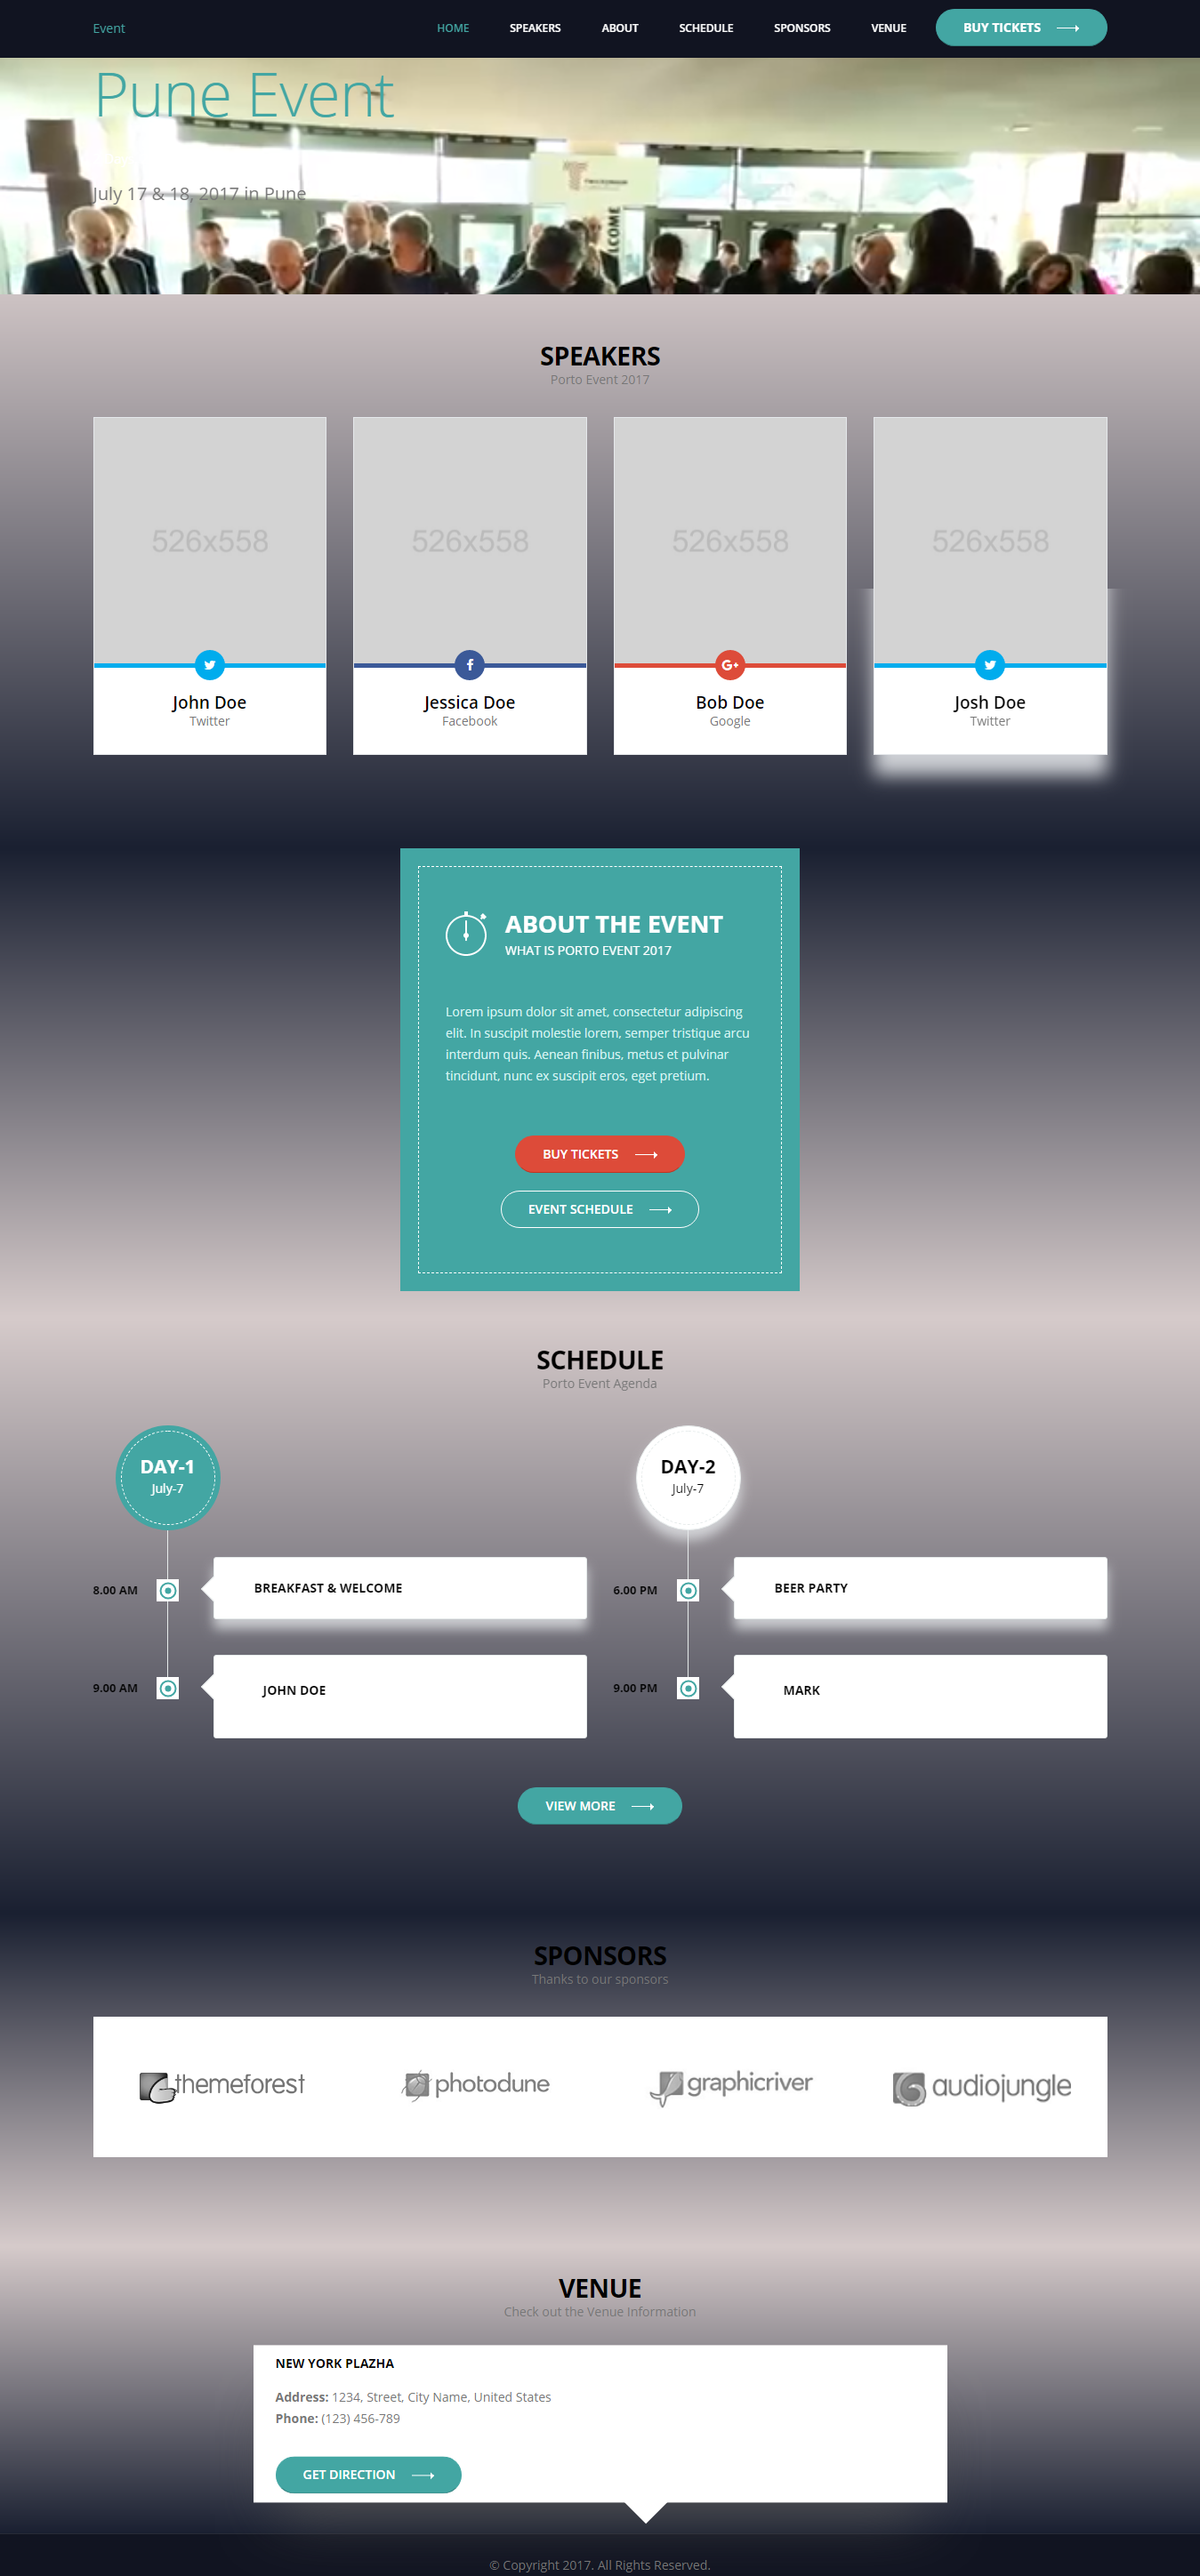 Event
HOME SPEAKERS ABOUT SCHEDULE SPONSORS VENUE BUY TICKETS
Pune Event
July 17 & 18, 2017 in Pune
SPEAKERS
Porto Event 2017
526x558 526x558 526x558 526x558
John Doe
Twitter
Jessica Doe
Facebook
Bob Doe
Google
Josh Doe
Twitter
ABOUT THE EVENT
WHAT IS PORTO EVENT 2017
Lorem ipsum dolor sit amet, consectetur adipiscing
elit. In suscipit molestie lorem, semper tristique arcu
interdum quis. Aenean finibus, metus et pulvinar
tincidunt, nunc ex suscipit eros, eget pretium.
BUY TICKETS
EVENT SCHEDULE
SCHEDULE
Porto Event Agenda
DAY-1
July-7
8.00 AM
BREAKFAST & WELCOME
9.00 AM
JOHN DOE
DAY-2
July-7
6.00 PM
BEER PARTY
9.00 PM
MARK
VIEW MORE
SPONSORS
Thanks to our sponsors
themeforest photodune graphicriver audiojungle
VENUE
Check out the Venue Information
NEW YORK PLAZHA
Address: 1234, Street, City Name, United States
Phone: (123) 456-789
GET DIRECTION
© Copyright 2017. All Rights Reserved.